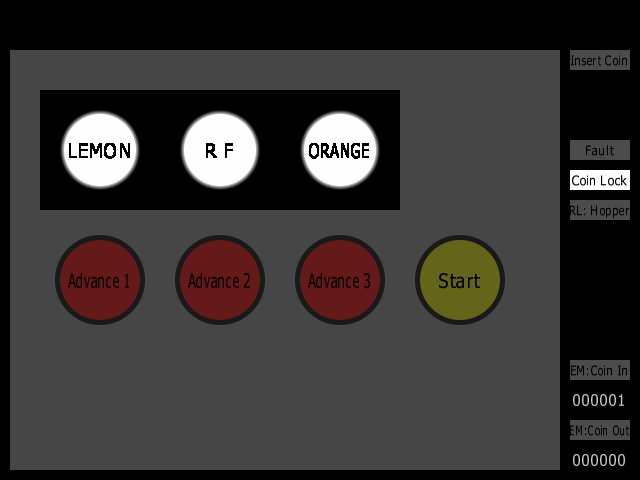 Insert Coin
LEMON R F ORANGE
Fault
Coin Lock
RL: Hopper
Advance 1 Advance 2 Advance 3 Start
EM:Coin In
000001
EM:Coin Out
000000